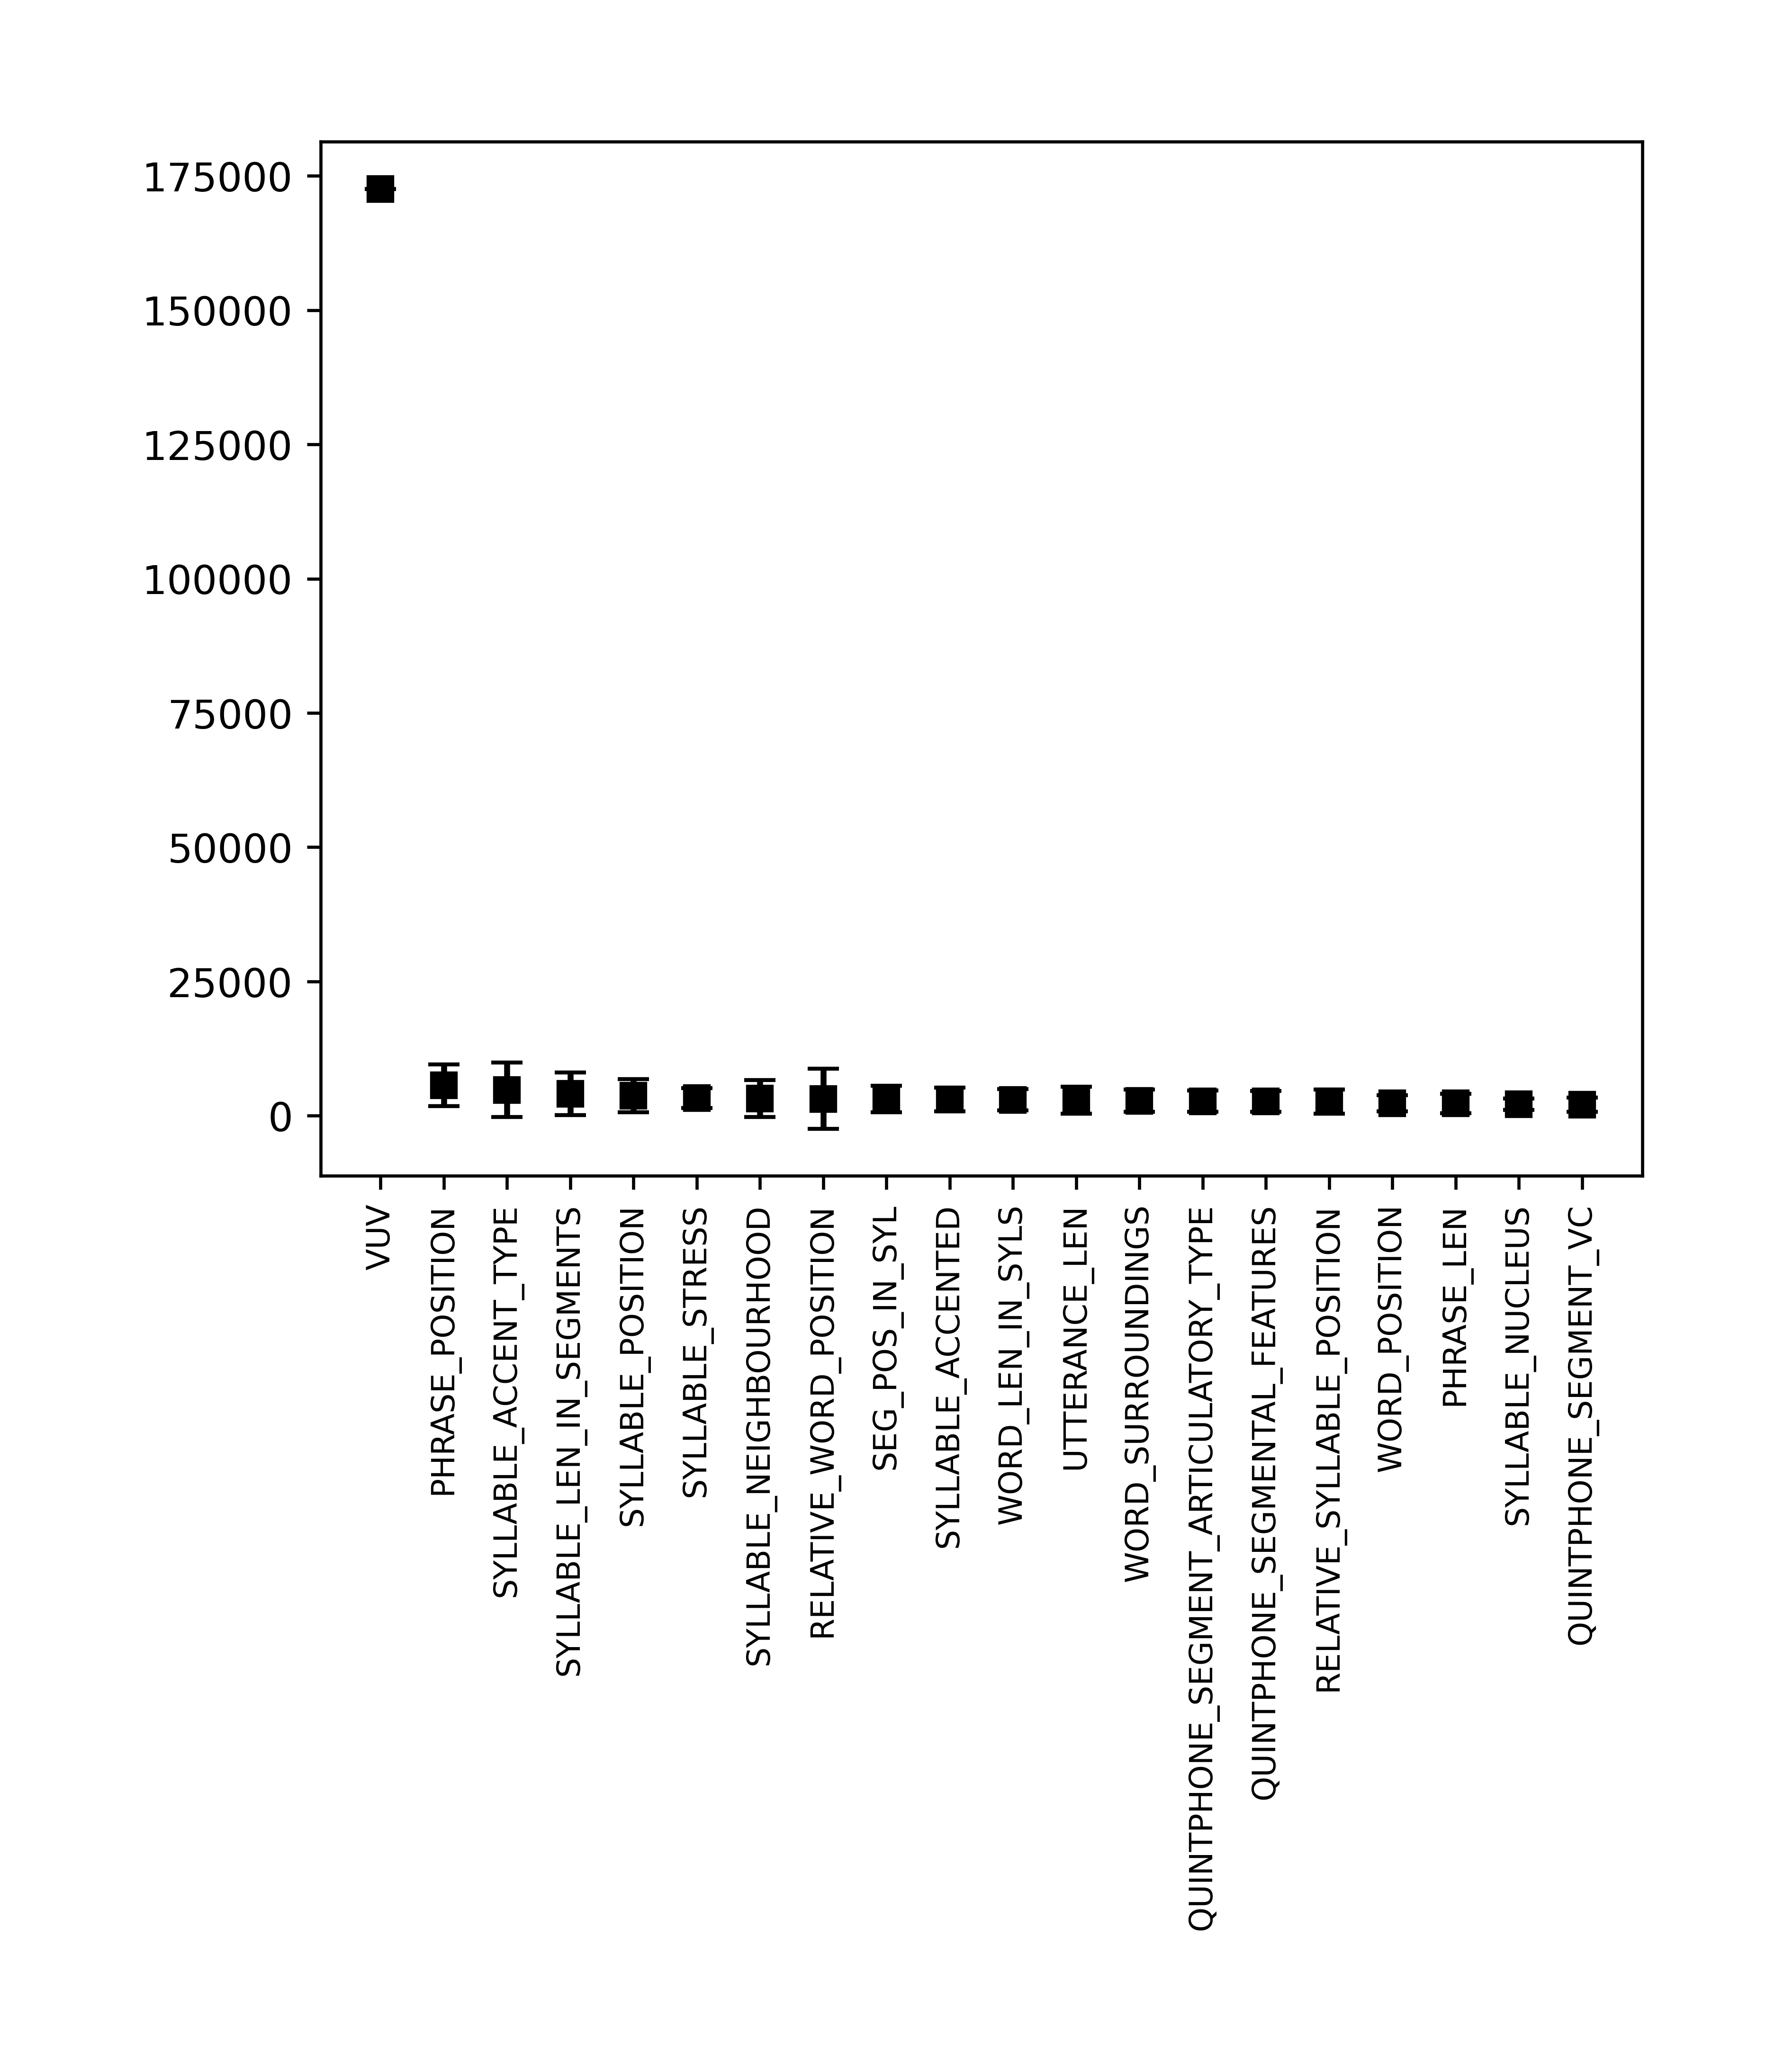 175000
150000
125000
100000
75000
50000
25000
0
VUV
PHRASE_POSITION
SYLLABLE_ACCENT_TYPE
SYLLABLE_LEN_IN_SEGMENTS
SYLLABLE_POSITION
SYLLABLE_STRESS
SYLLABLE_NEIGHBOURHOOD
RELATIVE_WORD_POSITION
SEG_POS_IN_SYL
SYLLABLE_ACCENTED
WORD_LEN_IN_SYLS
UTTERANCE_LEN
WORD_SURROUNDINGS
QUINTPHONE_SEGMENT_ARTICULATORY_TYPE
QUINTPHONE_SEGMENTAL_FEATURES
RELATIVE_SYLLABLE_POSITION
WORD_POSITION
PHRASE_LEN
SYLLABLE_NUCLEUS
QUINTPHONE_SEGMENT_VC